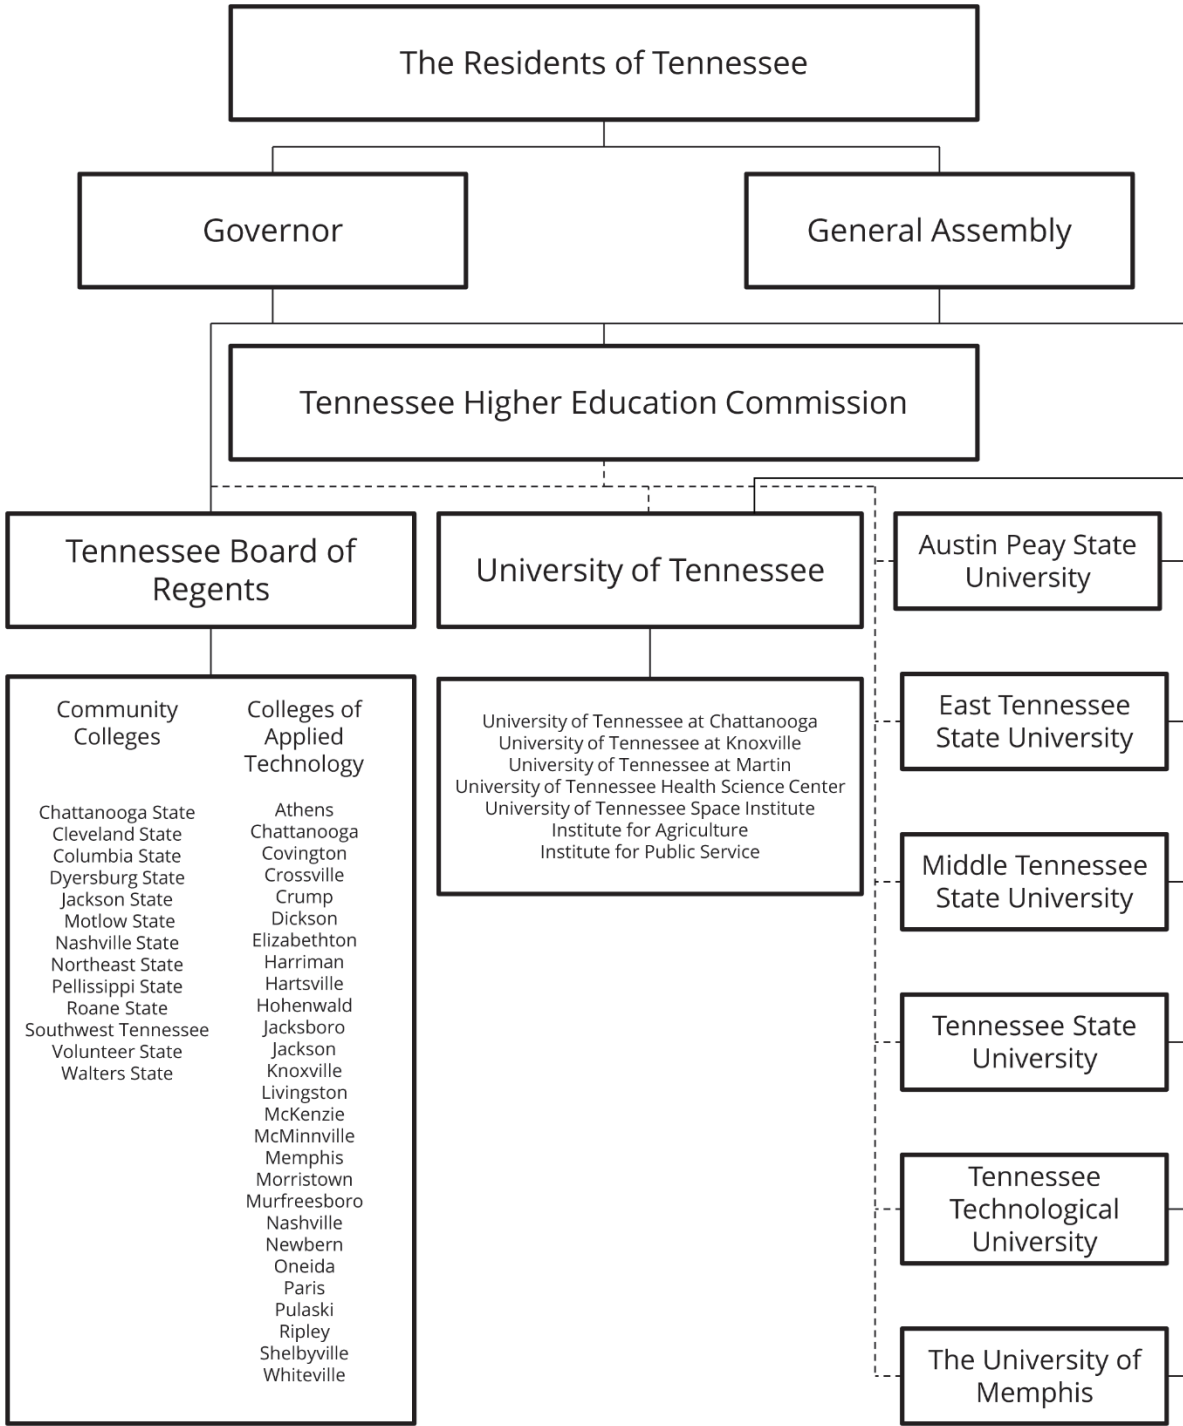 The Residents of Tennessee
Governor
General Assembly
Tennessee Higher Education Commission
Tennessee Board of
Regents
University of Tennessee
Austin Peay State
University
East Tennessee
State University
Middle Tennessee
State University
Tennessee State
University
Tennessee
Technological
University
The University of
Memphis
Community
Colleges
Chattanooga State
Cleveland State
Columbia State
Dyersburg State
Jackson State
Motlow State
Nashville State
Northeast State
Pellissippi State
Roane State
Southwest Tennessee
Volunteer State
Walters State
Colleges of
Applied
Technology
Athens
Chattanooga
Covington
Crossville
Crump
Dickson
Elizabethton
Harriman
Hartsville
Hohenwald
Jacksboro
Jackson
Knoxville
Livingston
McKenzie
McMinnville
Memphis
Morristown
Murfreesboro
Nashville
Newbern
Oneida
Paris
Pulaski
Ripley
Shelbyville
Whiteville
University of Tennessee at Chattanooga
University of Tennessee at Knoxville
University of Tennessee at Martin
University of Tennessee Health Science Center
University of Tennessee Space Institute
Institute for Agriculture
Institute for Public Service